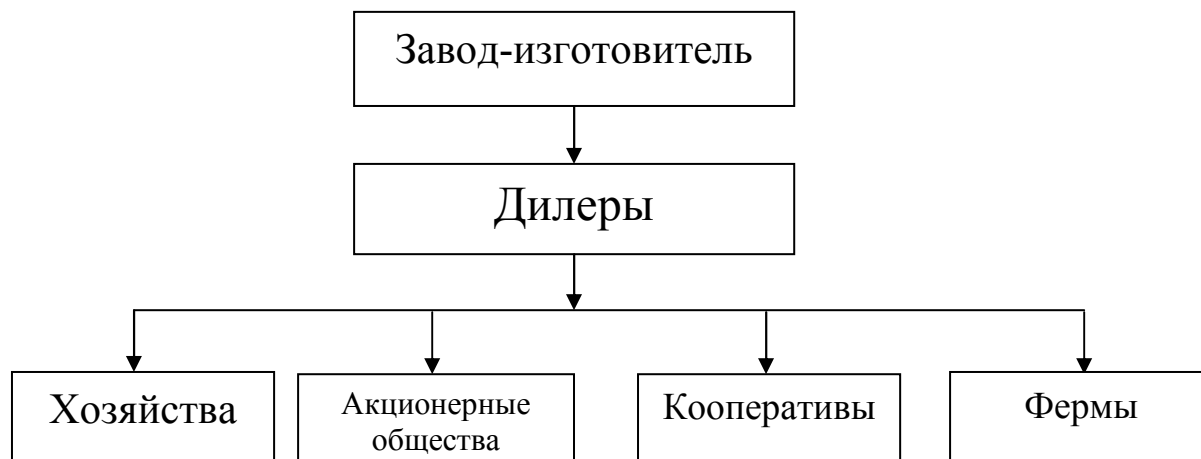 Завод-изготовитель
Дилеры
Хозяйства
Акционерные
общества
Кооперативы
Фермы